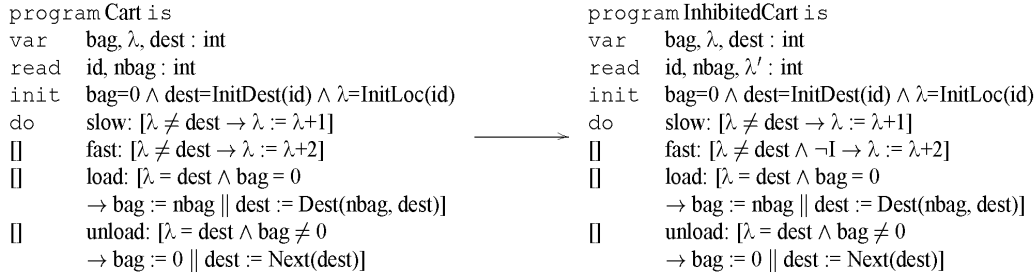 program Cart is
var bag, λ, dest : int
read id, nbag : int
init bag=0 ∧ dest=InitDest(id) ∧ λ=InitLoc(id)
do slow: [λ ≠ dest → λ := λ+1]
[] fast: [λ ≠ dest → λ := λ+2]
[] load: [λ = dest ∧ bag = 0
→ bag := nbag || dest := Dest(nbag, dest)]
[] unload: [λ = dest ∧ bag ≠ 0
→ bag := 0 || dest := Next(dest)]
program InhibitedCart is
var bag, λ, dest : int
read id, nbag, λ′ : int
init bag=0 ∧ dest=InitDest(id) ∧ λ=InitLoc(id)
do slow: [λ ≠ dest → λ := λ+1]
[] fast: [λ ≠ dest ∧ ¬I → λ := λ+2]
[] load: [λ = dest ∧ bag = 0
→ bag := nbag || dest := Dest(nbag, dest)]
[] unload: [λ = dest ∧ bag ≠ 0
→ bag := 0 || dest := Next(dest)]